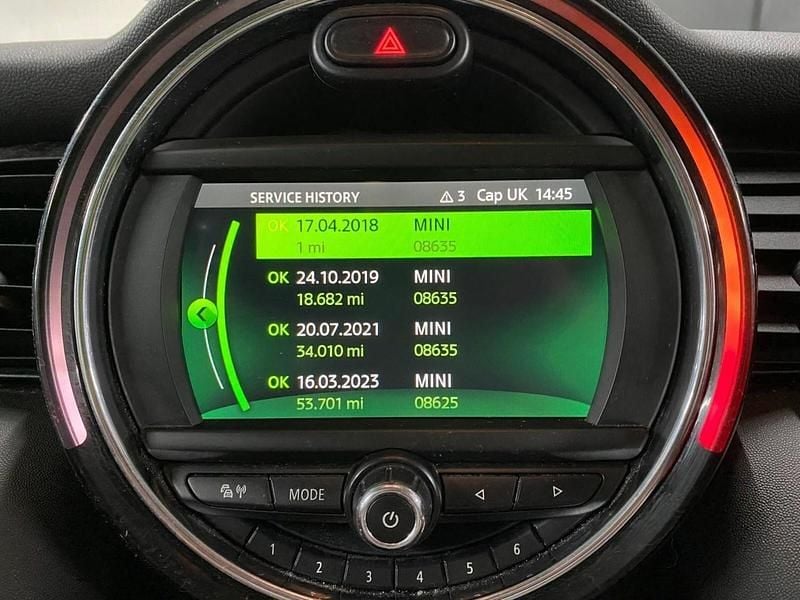 SERVICE HISTORY 3 Cap UK 14:45
OK 17.04.2018 MINI
1 mi 08635
OK 24.10.2019 MINI
18.682 mi 08635
OK 20.07.2021 MINI
34.010 mi 08635
OK 16.03.2023 MINI
53.701 mi 08625
MODE
1 2 3 4 5 6